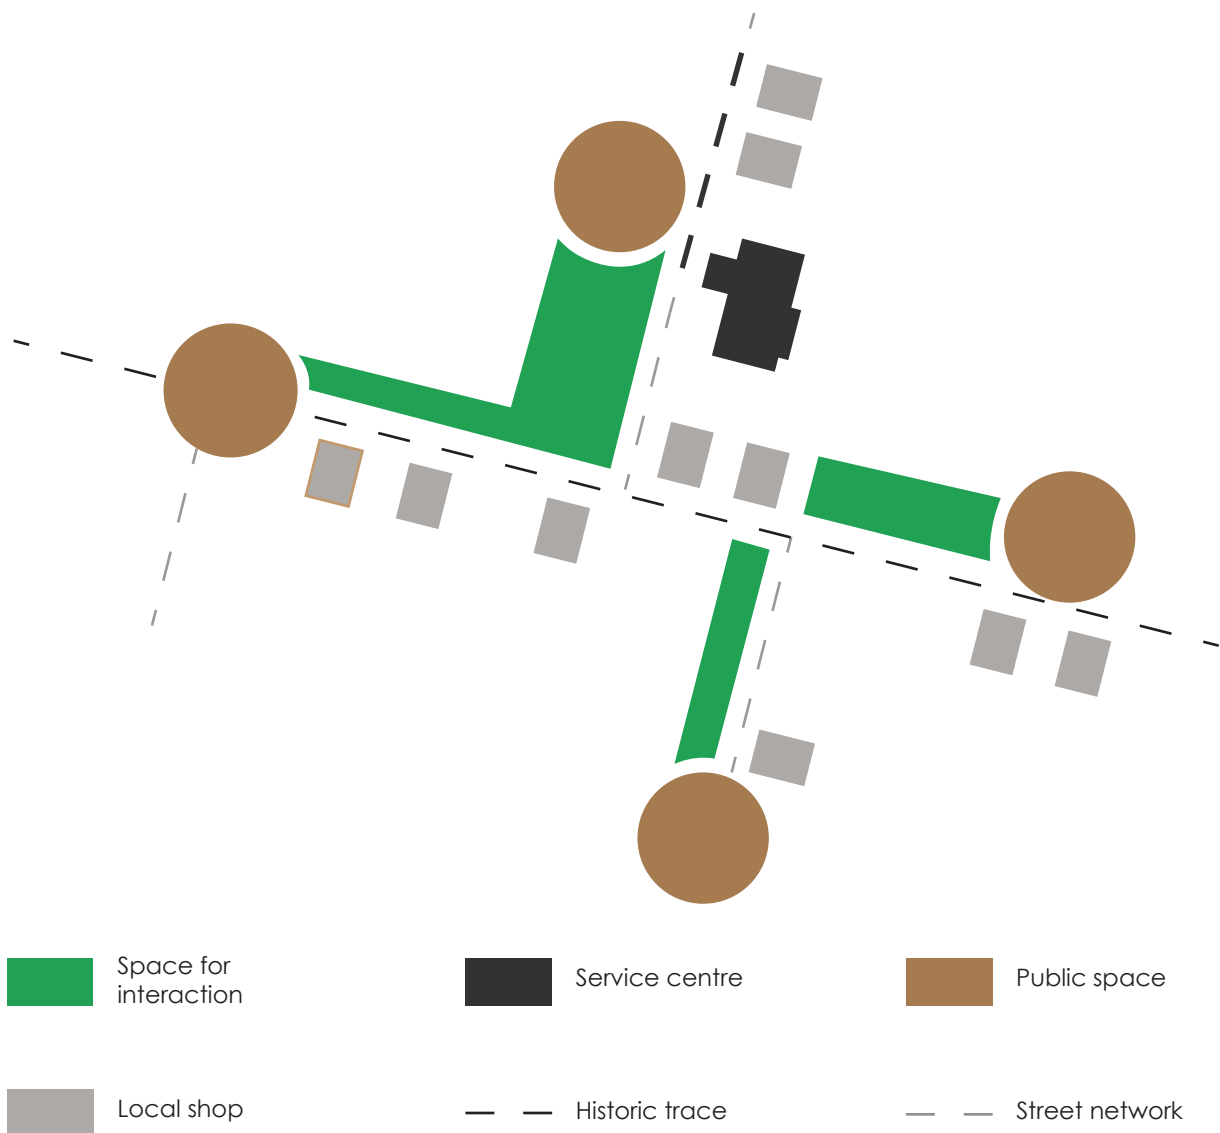 Space for
interaction
Service centre
Public space
Local shop
Historic trace
Street network